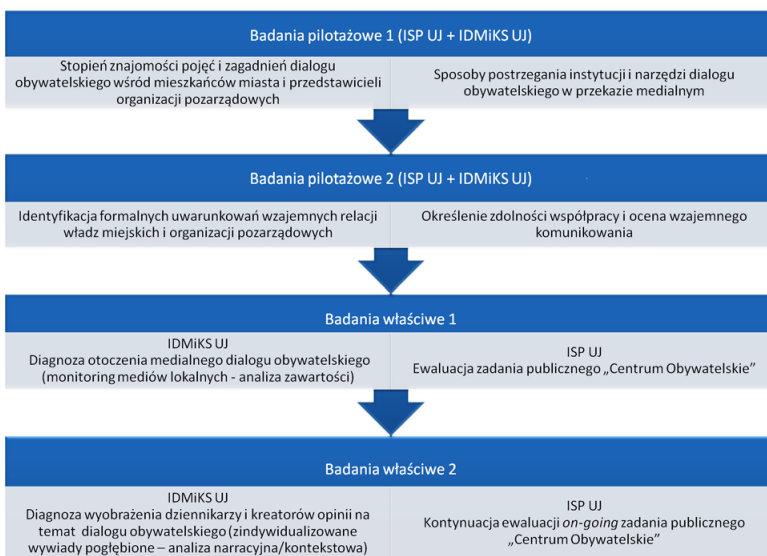 Badania pilotażowe 1 (ISP UJ + IDMiKS UJ)
Stopień znajomości pojęć i zagadnień dialogu
obywatelskiego wśród mieszkańców miasta i przedstawicieli
organizacji pozarządowych
Sposoby postrzegania instytucji i narzędzi dialogu
obywatelskiego w przekazie medialnym
Badania pilotażowe 2 (ISP UJ + IDMiKS UJ)
Identyfikacja formalnych uwarunkowań wzajemnych relacji
władz miejskich i organizacji pozarządowych
Określenie zdolności współpracy i ocena wzajemnego
komunikowania
Badania właściwe 1
IDMiKS UJ
Diagnoza otoczenia medialnego dialogu obywatelskiego
(monitoring mediów lokalnych - analiza zawartości)
ISP UJ
Ewaluacja zadania publicznego „Centrum Obywatelskie”
Badania właściwe 2
IDMiKS UJ
Diagnoza wyobrażenia dziennikarzy i kreatorów opinii na
temat dialogu obywatelskiego (zindywidualizowane
wywiady pogłębione – analiza narracyjna/kontekstowa)
ISP UJ
Kontynuacja ewaluacji on-going zadania publicznego
„Centrum Obywatelskie”